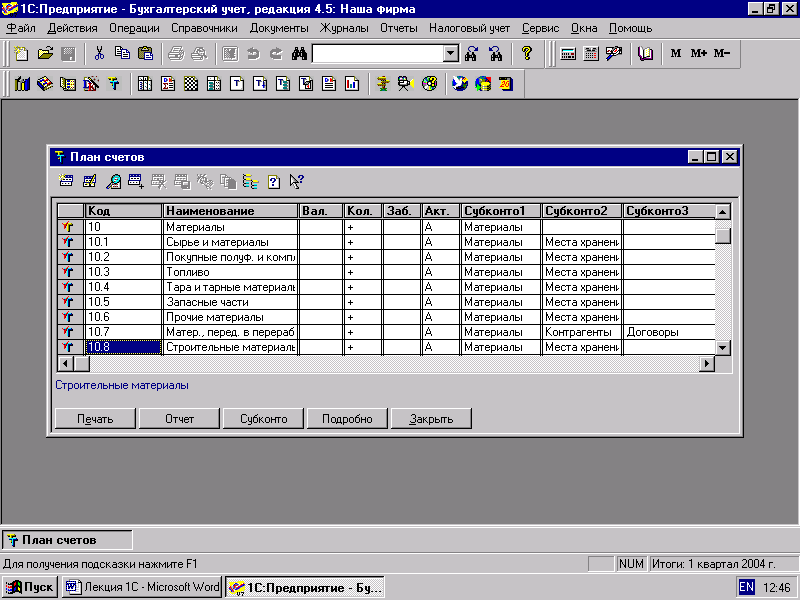 1С:Предприятие - Бухгалтерский учет, редакция 4.5: Наша Фирма
Файл Действия Операции Справочники Документы Журналы Отчеты Налоговый учет Сервис Окна Помощь
M M+ M-
План счетов
Код Наименование Вал. Кол. Заб. Акт. Субконто1 Субконто2 Субконто3
10 Материалы + А Материалы
10.1 Сырье и материалы + А Материалы Места хранени
10.2 Покупные полуф. и компл + А Материалы Места хранени
10.3 Топливо + А Материалы Места хранени
10.4 Тара и тарные материаль + А Материалы Места хранени
10.5 Запасные части + А Материалы Места хранени
10.6 Прочие материалы + А Материалы Места хранени
10.7 Матер., перед. в перераб + А Материалы Контрагенты Договоры
10.8 Строительные материаль + А Материалы Места хранени
Строительные материалы
Печать Отчет Субконто Подробно Закрыть
План счетов
Для получения подсказки нажмите F1 NUM Итоги: 1 квартал 2004 г.
Пуск Лекция 1С - Microsoft Word 1С:Предприятие - Бу... EN 12:46